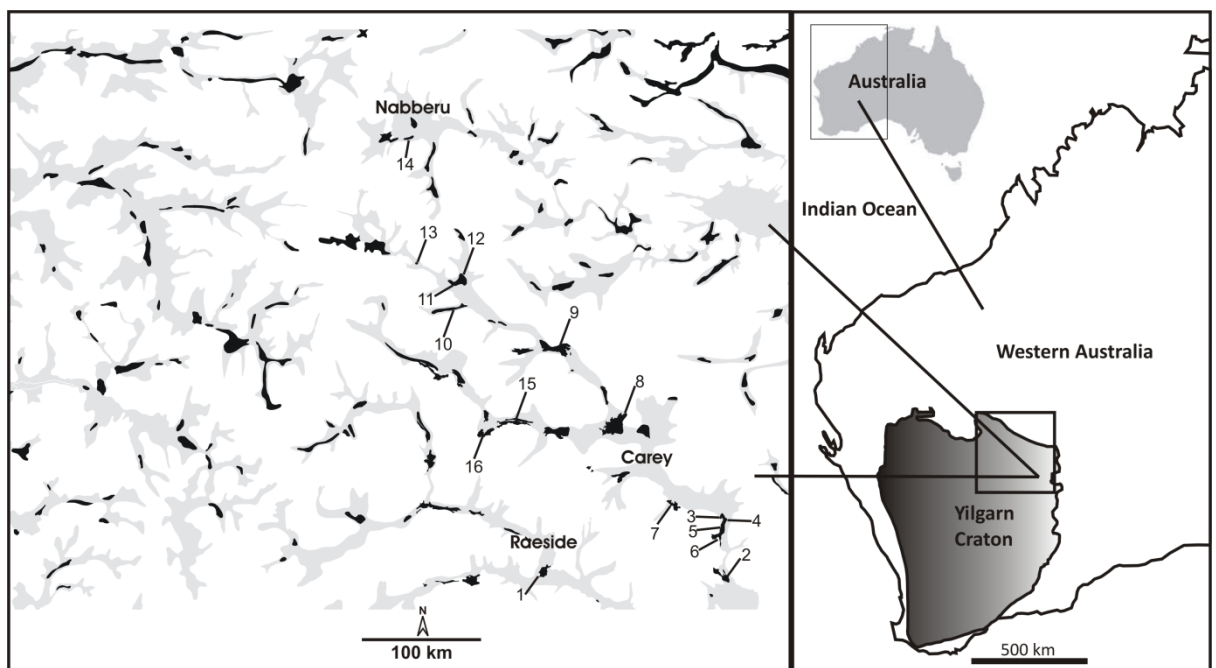 Nabberu
14
13
12
11
10
9
15
8
16
Carey
3
4
5
7
6
Raeside
2
1
N
100 km
Australia
Indian Ocean
Western Australia
Yilgarn
Craton
500 km